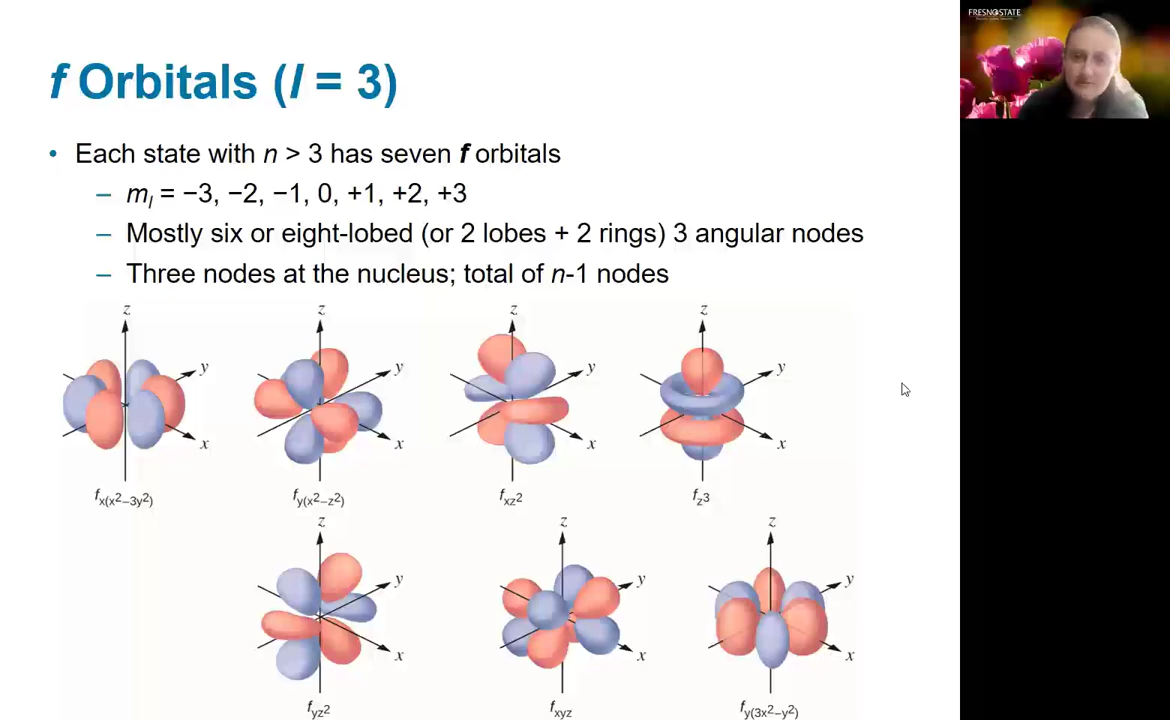 FRESNO STATE
f Orbitals (l = 3)
• Each state with n > 3 has seven f orbitals
– ml = −3, −2, −1, 0, +1, +2, +3
– Mostly six or eight-lobed (or 2 lobes + 2 rings) 3 angular nodes
– Three nodes at the nucleus; total of n-1 nodes
z z z z
y y y y
x x x x
fx(x²−3y²) fy(x²−z²) fxz² fz³
z z z
y y y
x x x
fyz² fxyz fy(3x²−y²)